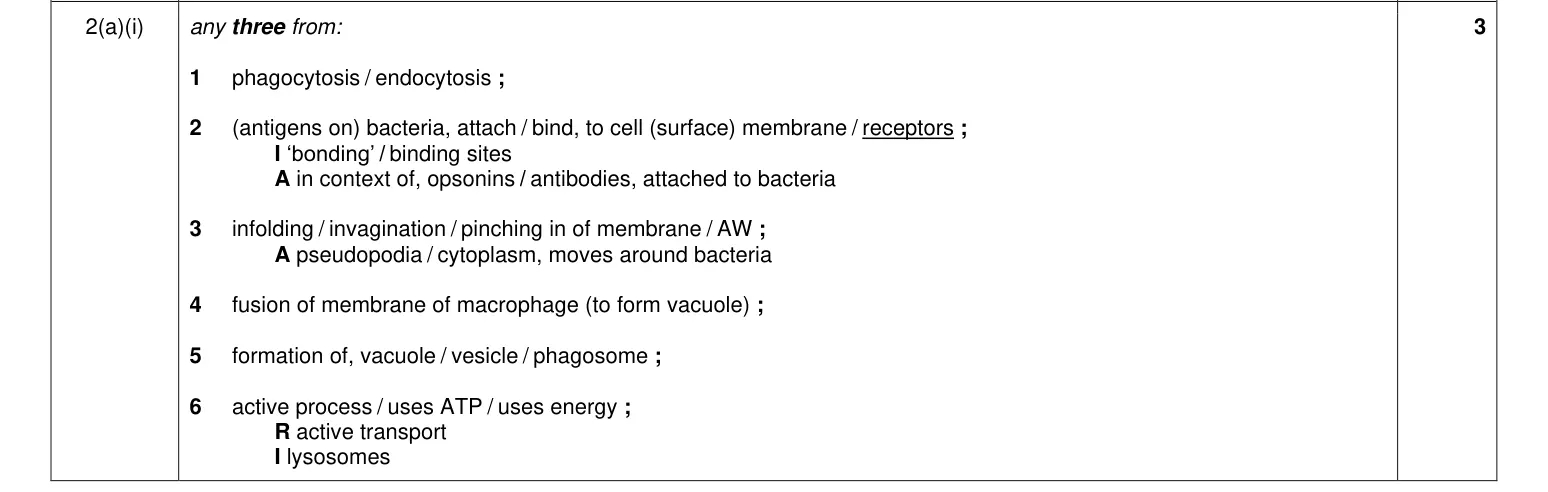 2(a)(i) any three from: 3
1 phagocytosis / endocytosis ;
2 (antigens on) bacteria, attach / bind, to cell (surface) membrane / receptors ;
I ‘bonding’ / binding sites
A in context of, opsonins / antibodies, attached to bacteria
3 infolding / invagination / pinching in of membrane / AW ;
A pseudopodia / cytoplasm, moves around bacteria
4 fusion of membrane of macrophage (to form vacuole) ;
5 formation of, vacuole / vesicle / phagosome ;
6 active process / uses ATP / uses energy ;
R active transport
I lysosomes